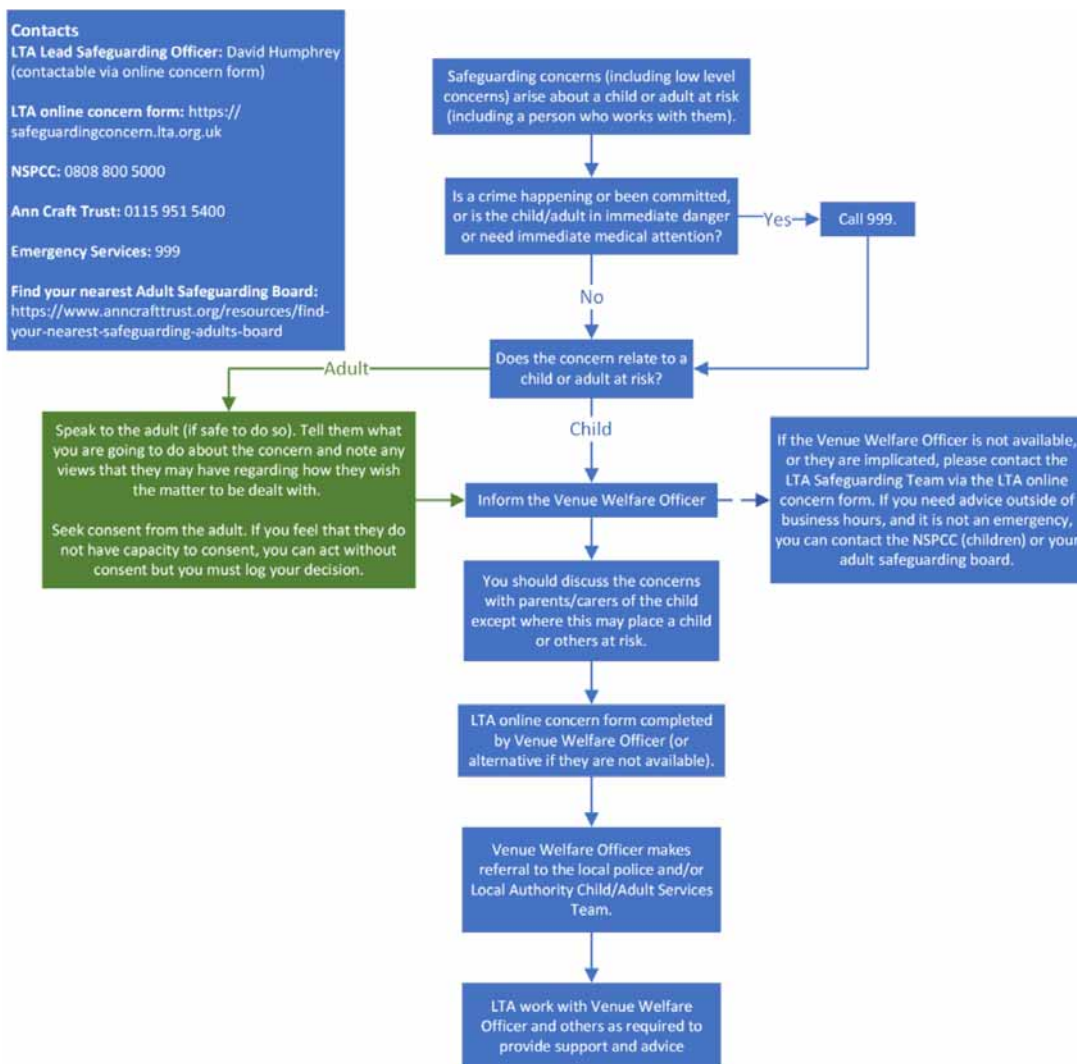 Contacts
LTA Lead Safeguarding Officer: David Humphrey
(contactable via online concern form)
LTA online concern form: https://
safeguardingconcern.lta.org.uk
NSPCC: 0808 800 5000
Ann Craft Trust: 0115 951 5400
Emergency Services: 999
Find your nearest Adult Safeguarding Board:
https://www.anncrafttrust.org/resources/find-
your-nearest-safeguarding-adults-board
Safeguarding concerns (including low level
concerns) arise about a child or adult at risk
(including a person who works with them).
Is a crime happening or been committed,
or is the child/adult in immediate danger
or need immediate medical attention?
Yes
Call 999.
No
Does the concern relate to a
child or adult at risk?
Adult
Speak to the adult (if safe to do so). Tell them what
you are going to do about the concern and note any
views that they may have regarding how they wish
the matter to be dealt with.
Seek consent from the adult. If you feel that they do
not have capacity to consent, you can act without
consent but you must log your decision.
Child
Inform the Venue Welfare Officer
If the Venue Welfare Officer is not available,
or they are implicated, please contact the
LTA Safeguarding Team via the LTA online
concern form. If you need advice outside of
business hours, and it is not an emergency,
you can contact the NSPCC (children) or your
adult safeguarding board.
You should discuss the concerns
with parents/carers of the child
except where this may place a child
or others at risk.
LTA online concern form completed
by Venue Welfare Officer (or
alternative if they are not available).
Venue Welfare Officer makes
referral to the local police and/or
Local Authority Child/Adult Services
Team.
LTA work with Venue Welfare
Officer and others as required to
provide support and advice